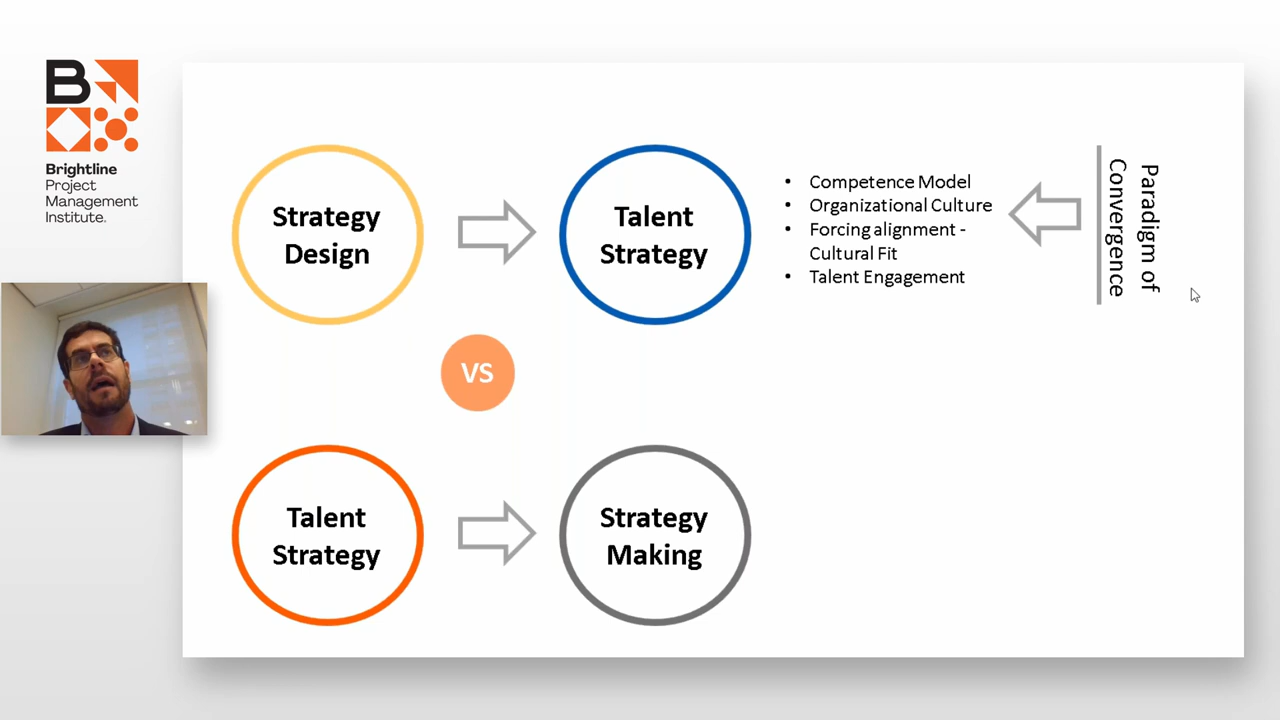 B
Brightline
Project
Management
Institute.
Strategy
Design
Talent
Strategy
• Competence Model
• Organizational Culture
• Forcing alignment -
Cultural Fit
• Talent Engagement
Paradigm of
Convergence
VS
Talent
Strategy
Strategy
Making